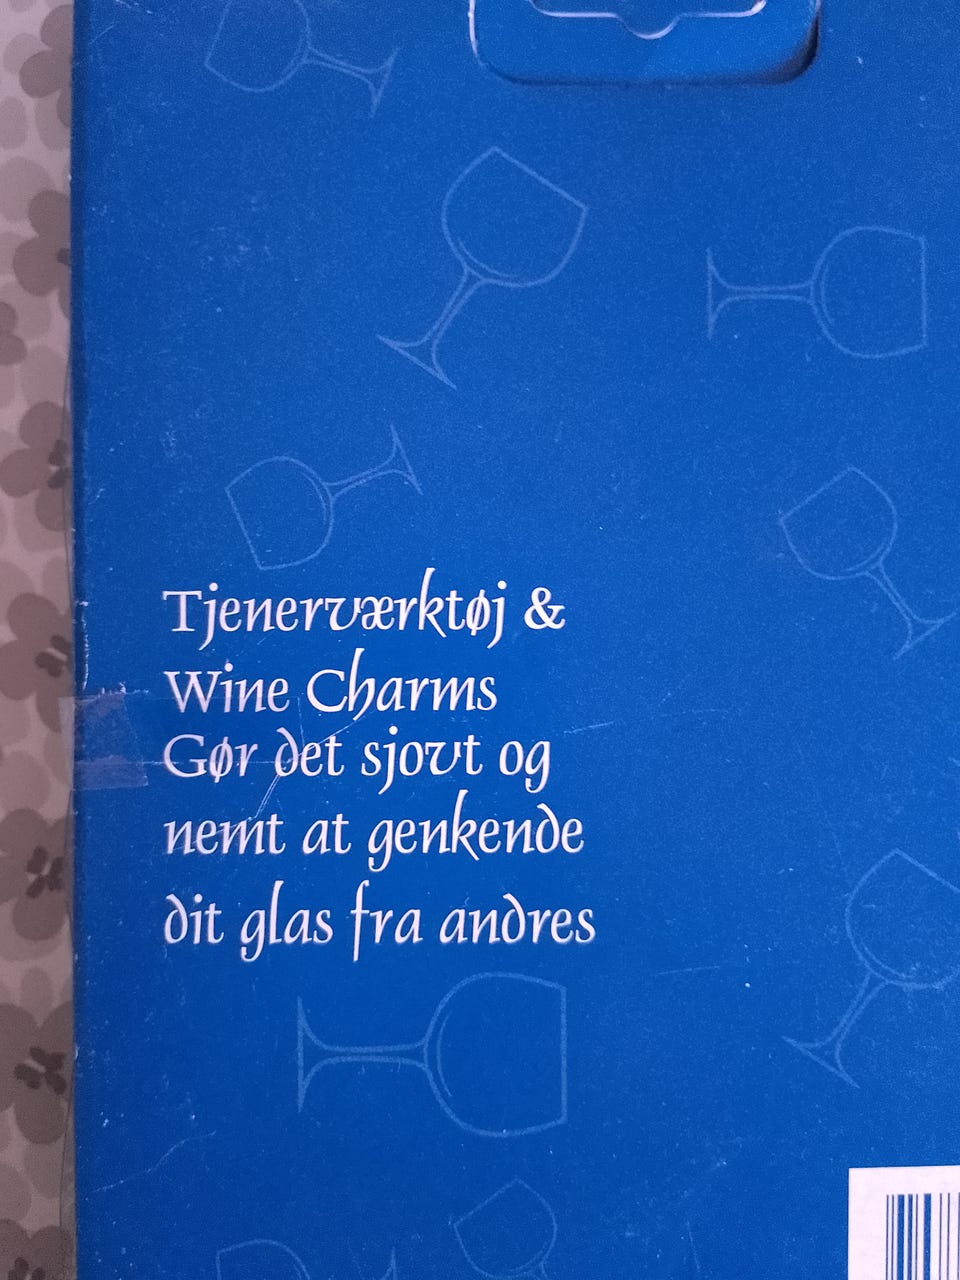 Tjenerværktøj &
Wine Charms
Gør det sjovt og
nemt at genkende
dit glas fra andres